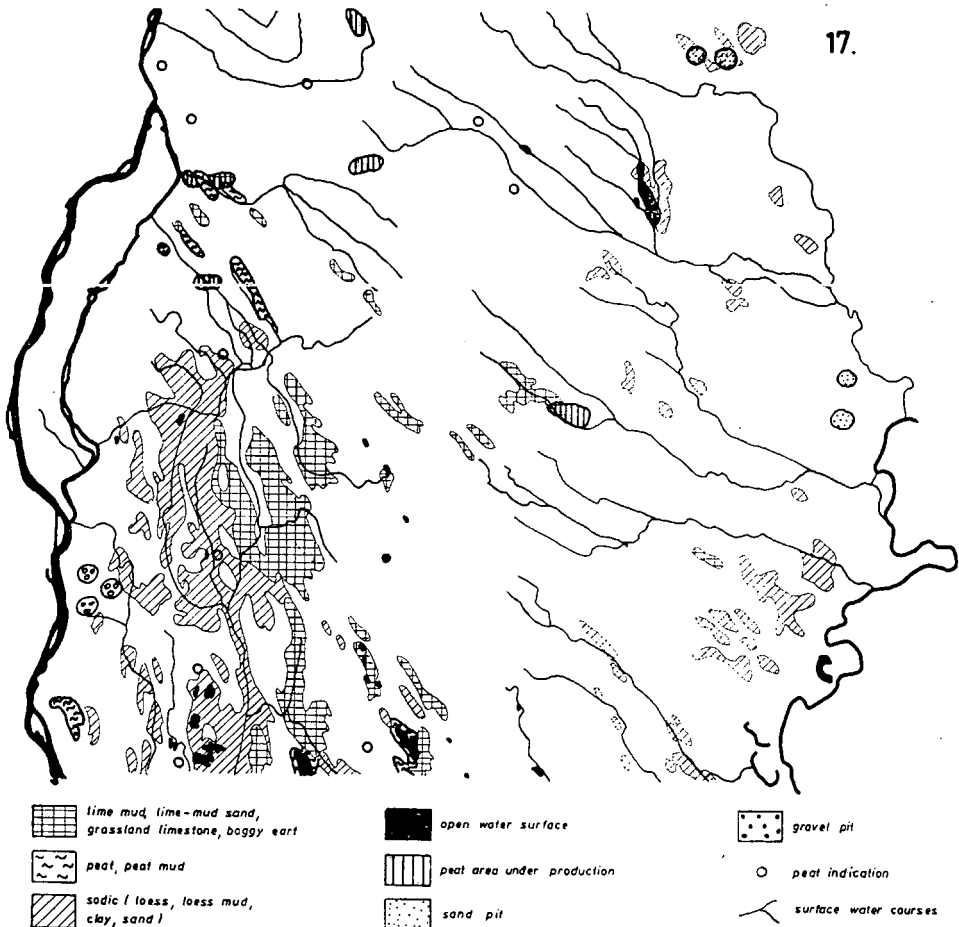 17.
lime mud, lime-mud sand,
grassland limestone, boggy eart
peat, peat mud
sodic ( loess, loess mud,
clay, sand )
open water surface
peat area under production
sand pit
gravel pit
peat indication
surface water courses